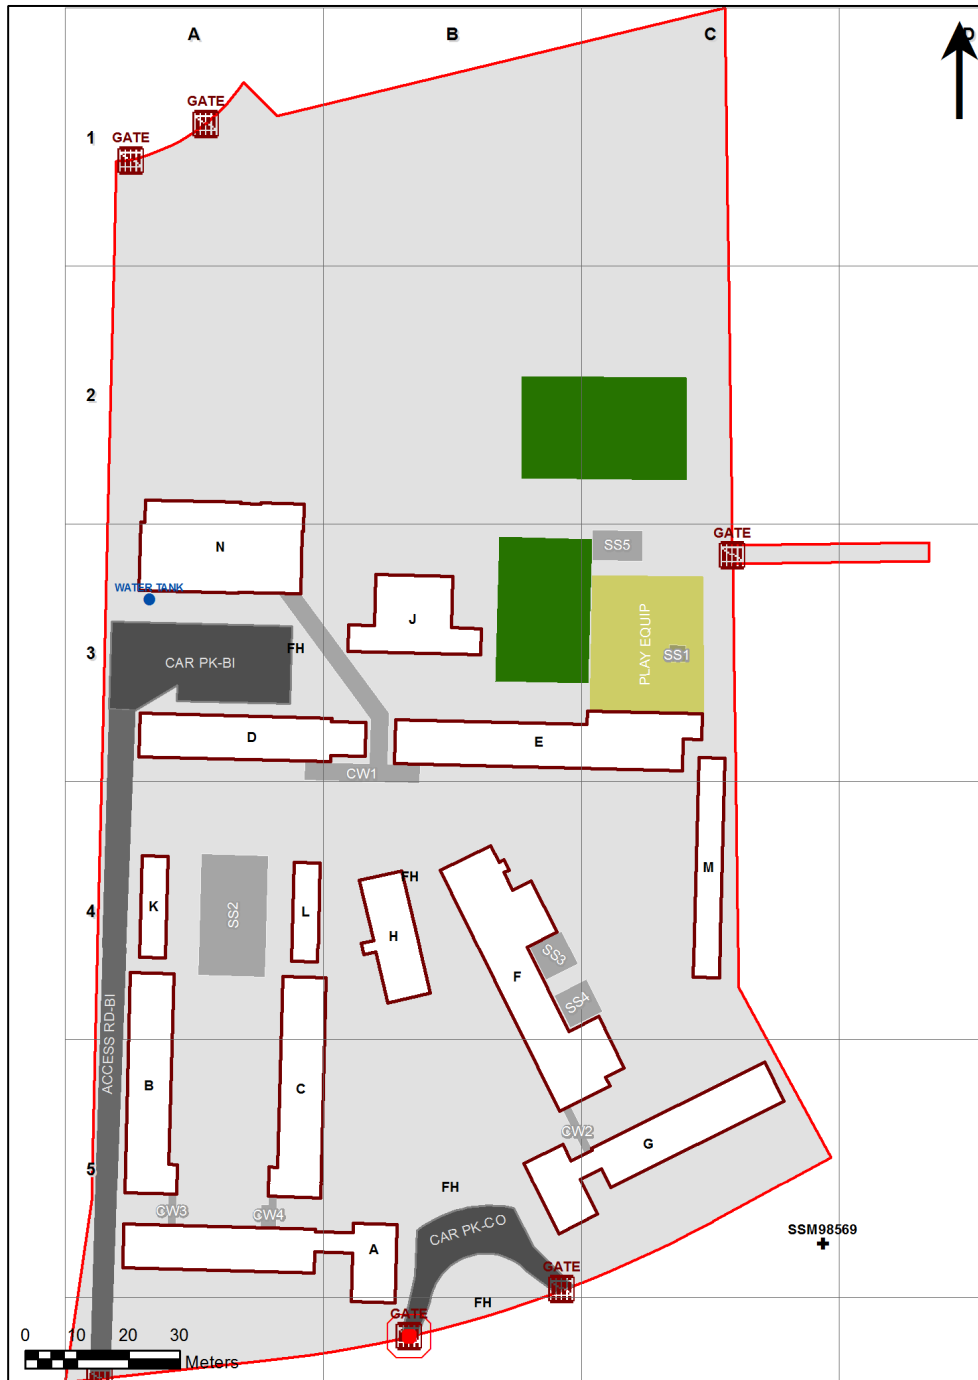 A
B
C
D
GATE
GATE
1
2
GATE
SS5
N
WATER TANK
J
PLAY EQUIP
SS1
3
CAR PK-BI
FH
D
E
CW1
M
FH
K
SS2
L
4
H
SS3
F
SS4
ACCESS RD-BI
B
C
CW2
G
5
FH
CW3
CW4
CAR PK-CO
SSM98569
A
GATE
FH
GATE
0 10 20 30
Meters